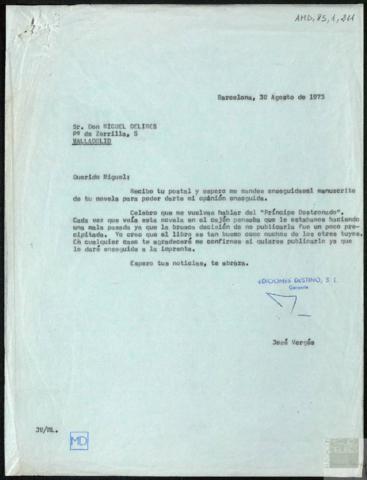 AMD, 85, 1, 211
Barcelona, 30 Agosto de 1973
Sr. Don MIGUEL DELIBES
Pº de Zorrilla, 5
VALLADOLID
Querido Miguel:
Recibo tu postal y espero me mandes enseguida el manuscrito
de tu novela para poder darte mi opinión enseguida.
Celebro que me vuelvas hablar del "Príncipe Destronado".
Cada vez que veía esta novela en el cajón pensaba que le estabamos haciendo
una mala pasada ya que la brusca decisión de no publicarla fue un poco pre-
cipitada. Yo creo que el libro es tan bueno como muchos de los otros tuyos.
En cualquier caso te agradeceré me confirmes si quieres publicarlo ya que
lo daré enseguida a la imprenta.
Espero tus noticias, te abraza.
EDICIONES DESTINO, S. L.
Gerente
José Vergés
JV/ML.
MD